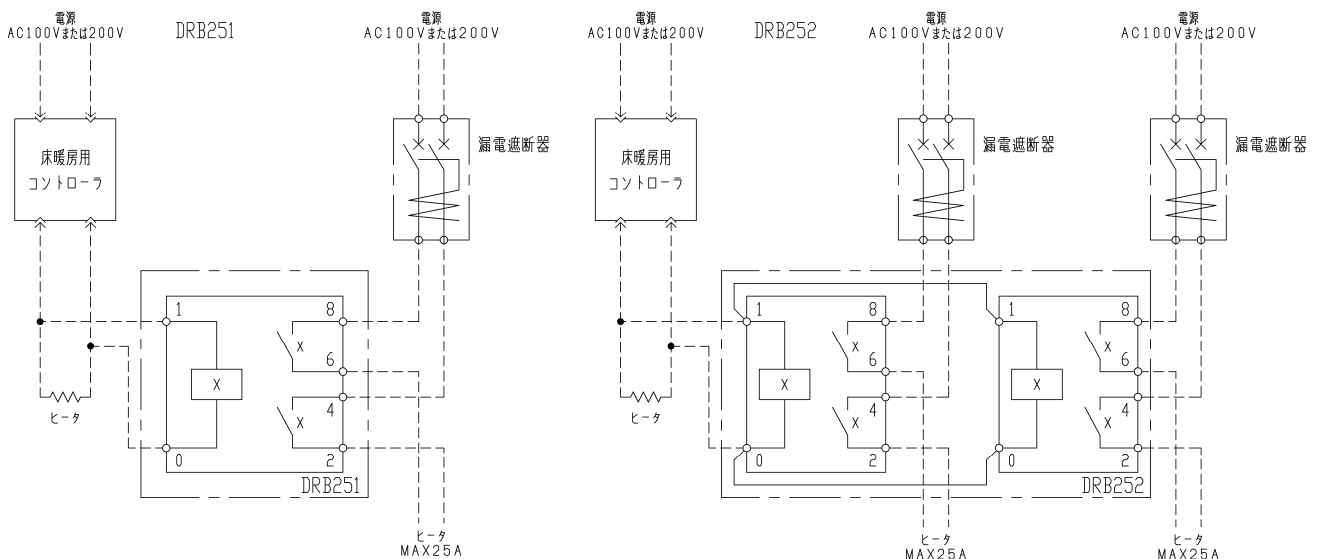 電源
AC100Vまたは200V
DRB251
電源
AC100Vまたは200V
床暖房用
コントローラ
漏電遮断器
1
8
X
6
X
4
X
0
2
DRB251
ヒータ
ヒータ
MAX25A
電源
AC100Vまたは200V
DRB252
電源
AC100Vまたは200V
電源
AC100Vまたは200V
床暖房用
コントローラ
漏電遮断器
漏電遮断器
1
8
X
6
X
4
X
0
2
1
8
X
6
X
4
X
0
2
DRB252
ヒータ
ヒータ
MAX25A
ヒータ
MAX25A